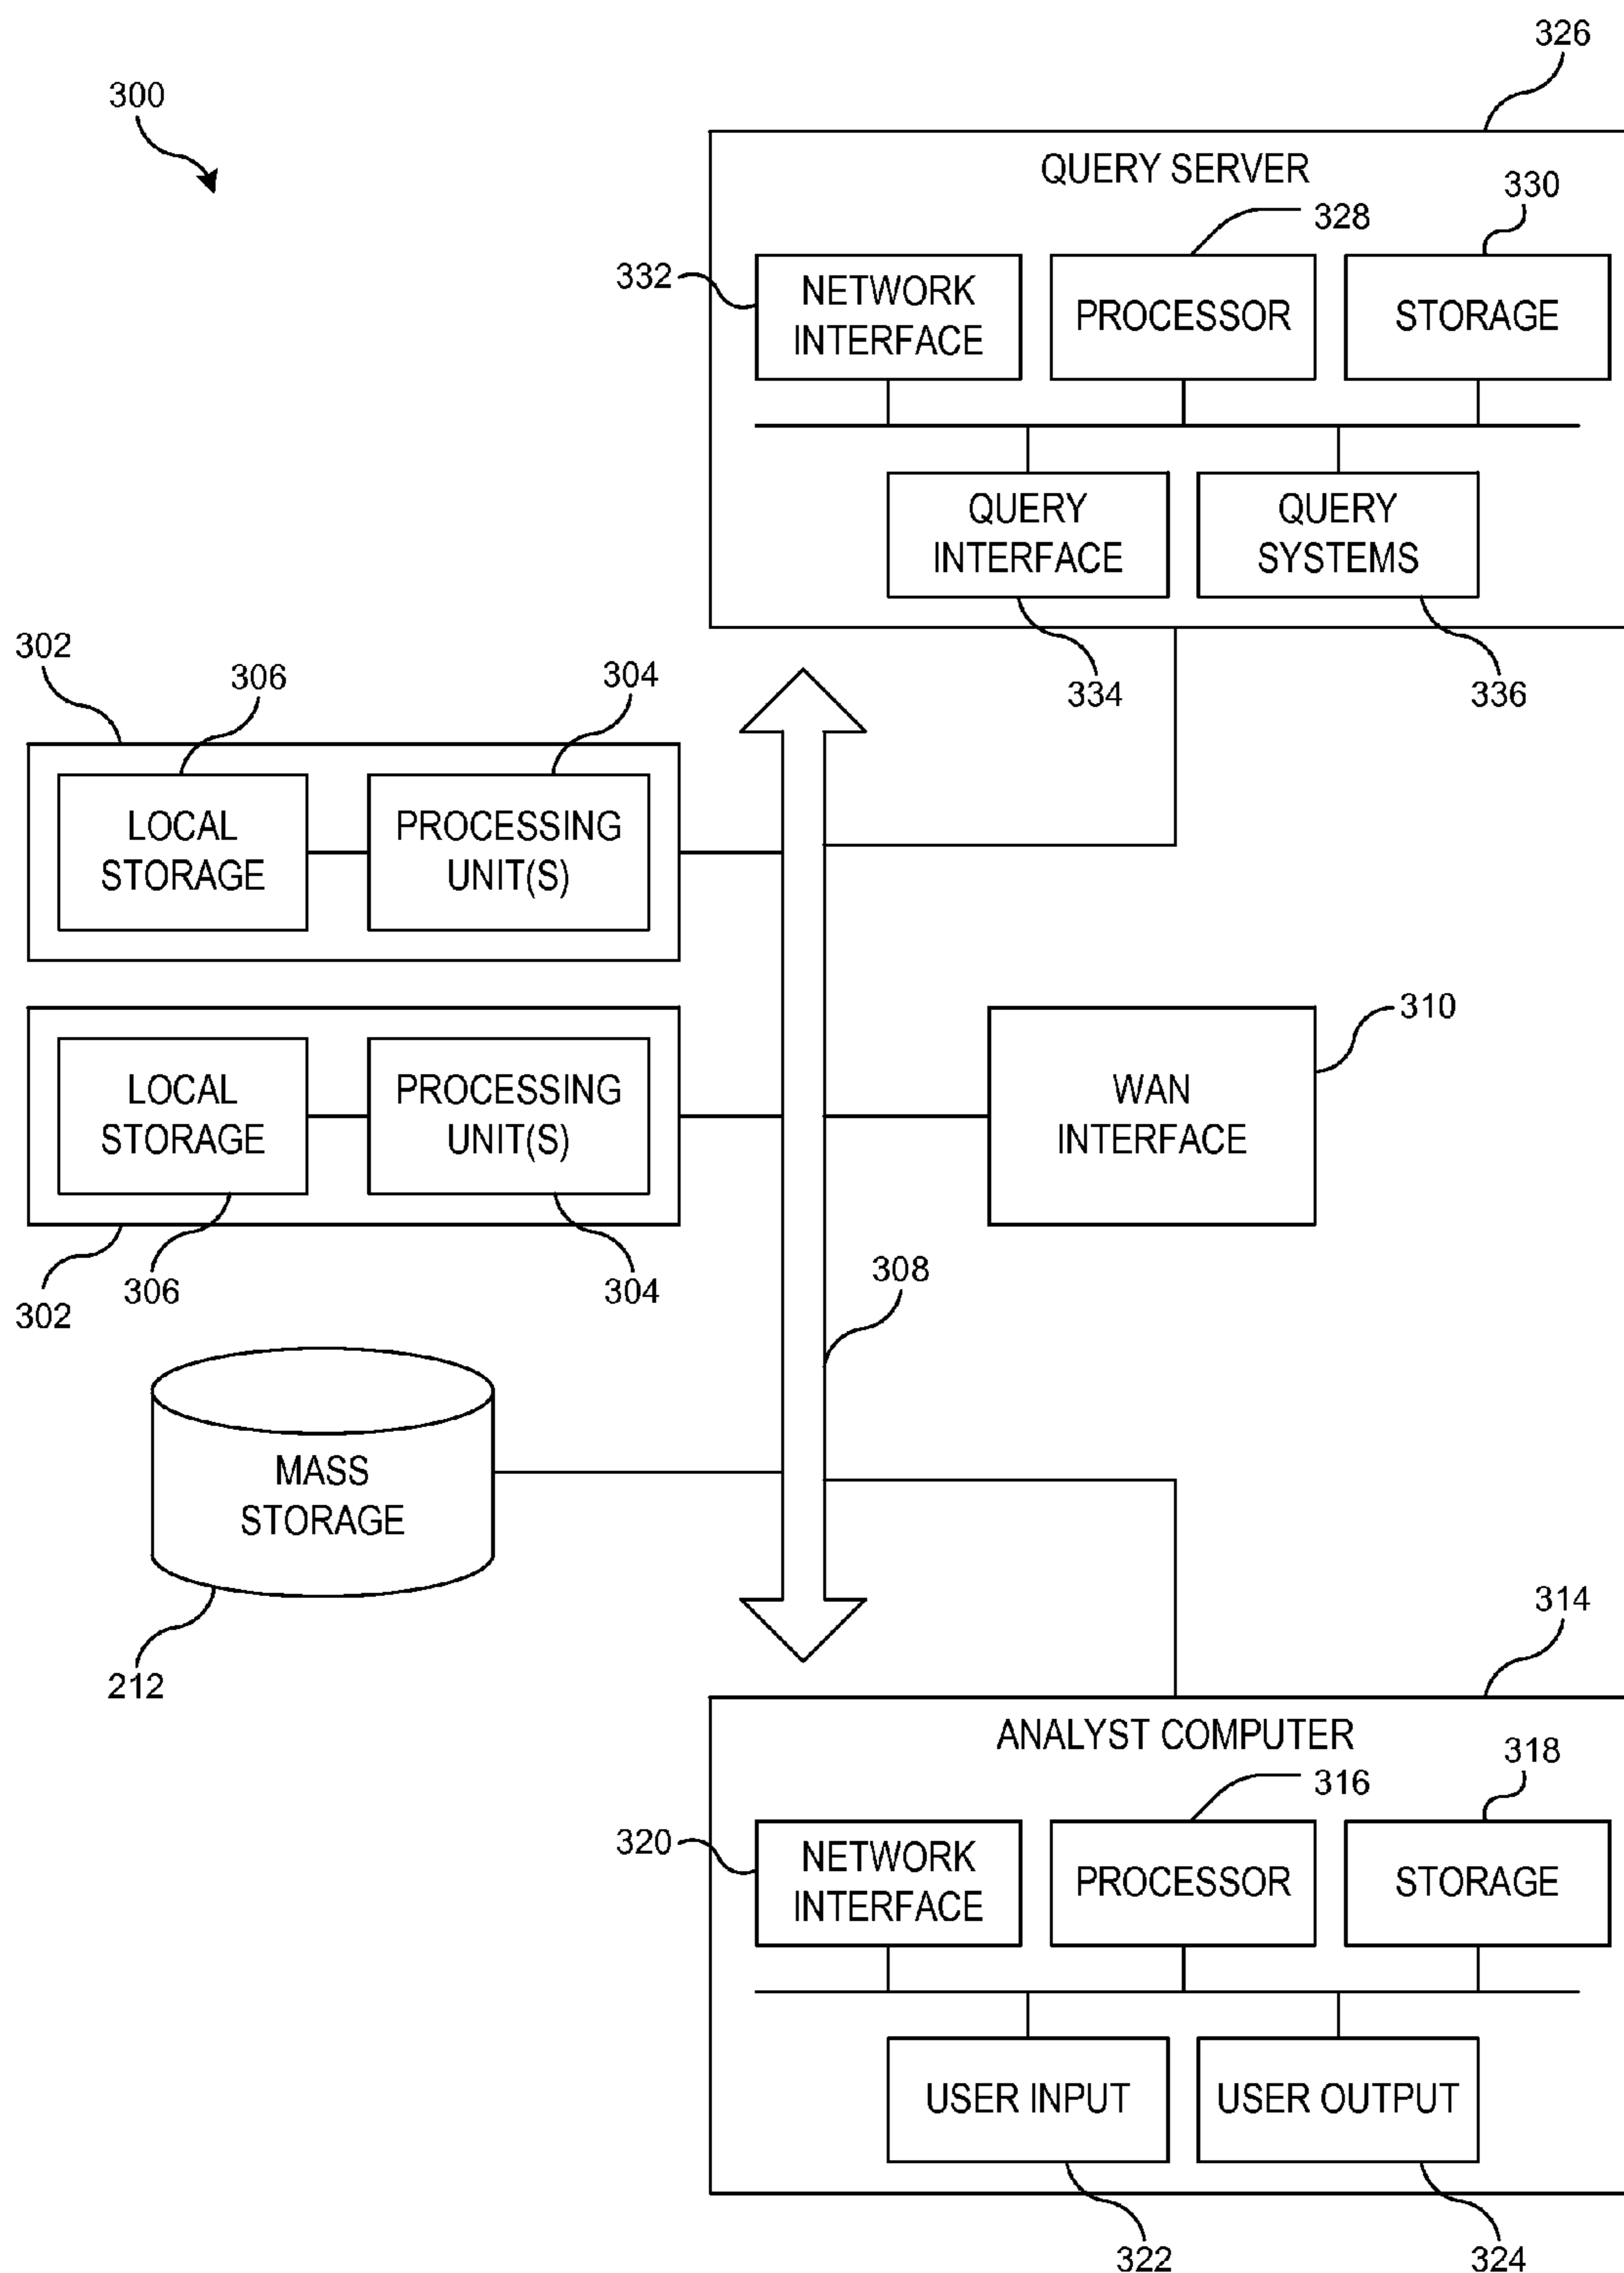 326
300
QUERY SERVER
330
328
332
NETWORK
INTERFACE
PROCESSOR
STORAGE
QUERY
INTERFACE
QUERY
SYSTEMS
334
336
302
306
304
LOCAL
STORAGE
PROCESSING
UNIT(S)
310
LOCAL
STORAGE
PROCESSING
UNIT(S)
WAN
INTERFACE
308
306
304
302
MASS
STORAGE
212
314
ANALYST COMPUTER
318
316
320
NETWORK
INTERFACE
PROCESSOR
STORAGE
USER INPUT
USER OUTPUT
322
324